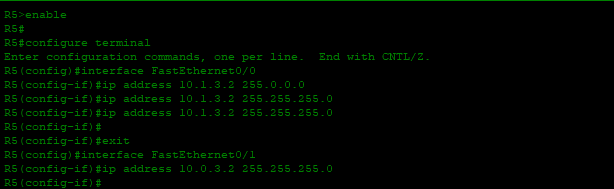 R5>enable
R5#
R5#configure terminal
Enter configuration commands, one per line.  End with CNTL/Z.
R5(config)#interface FastEthernet0/0
R5(config-if)#ip address 10.1.3.2 255.0.0.0
R5(config-if)#ip address 10.1.3.2 255.255.255.0
R5(config-if)#ip address 10.1.3.2 255.255.255.0
R5(config-if)#
R5(config-if)#exit
R5(config)#interface FastEthernet0/1
R5(config-if)#ip address 10.0.3.2 255.255.255.0
R5(config-if)#